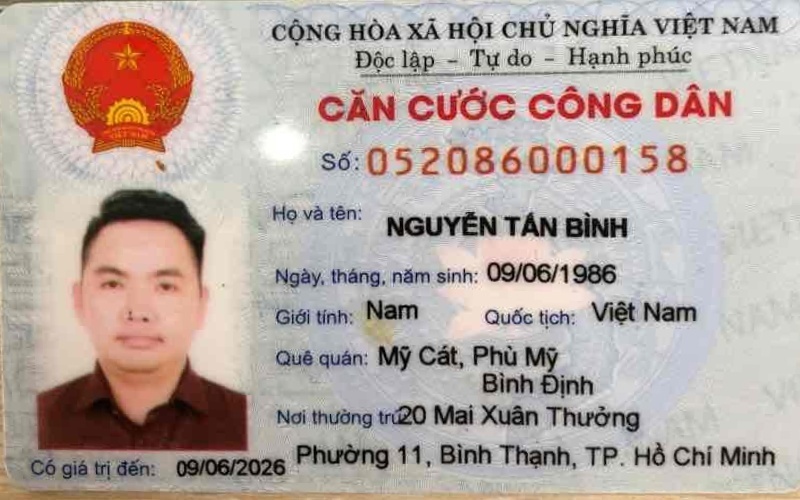 CỘNG HÒA XÃ HỘI CHỦ NGHĨA VIỆT NAM
Độc lập - Tự do - Hạnh phúc
CĂN CƯỚC CÔNG DÂN
Số: 052086000158
Họ và tên: NGUYỄN TẤN BÌNH
Ngày, tháng, năm sinh: 09/06/1986
Giới tính: Nam Quốc tịch: Việt Nam
Quê quán: Mỹ Cát, Phù Mỹ
Bình Định
Nơi thường trú: 20 Mai Xuân Thưởng
Phường 11, Bình Thạnh, TP. Hồ Chí Minh
Có giá trị đến: 09/06/2026